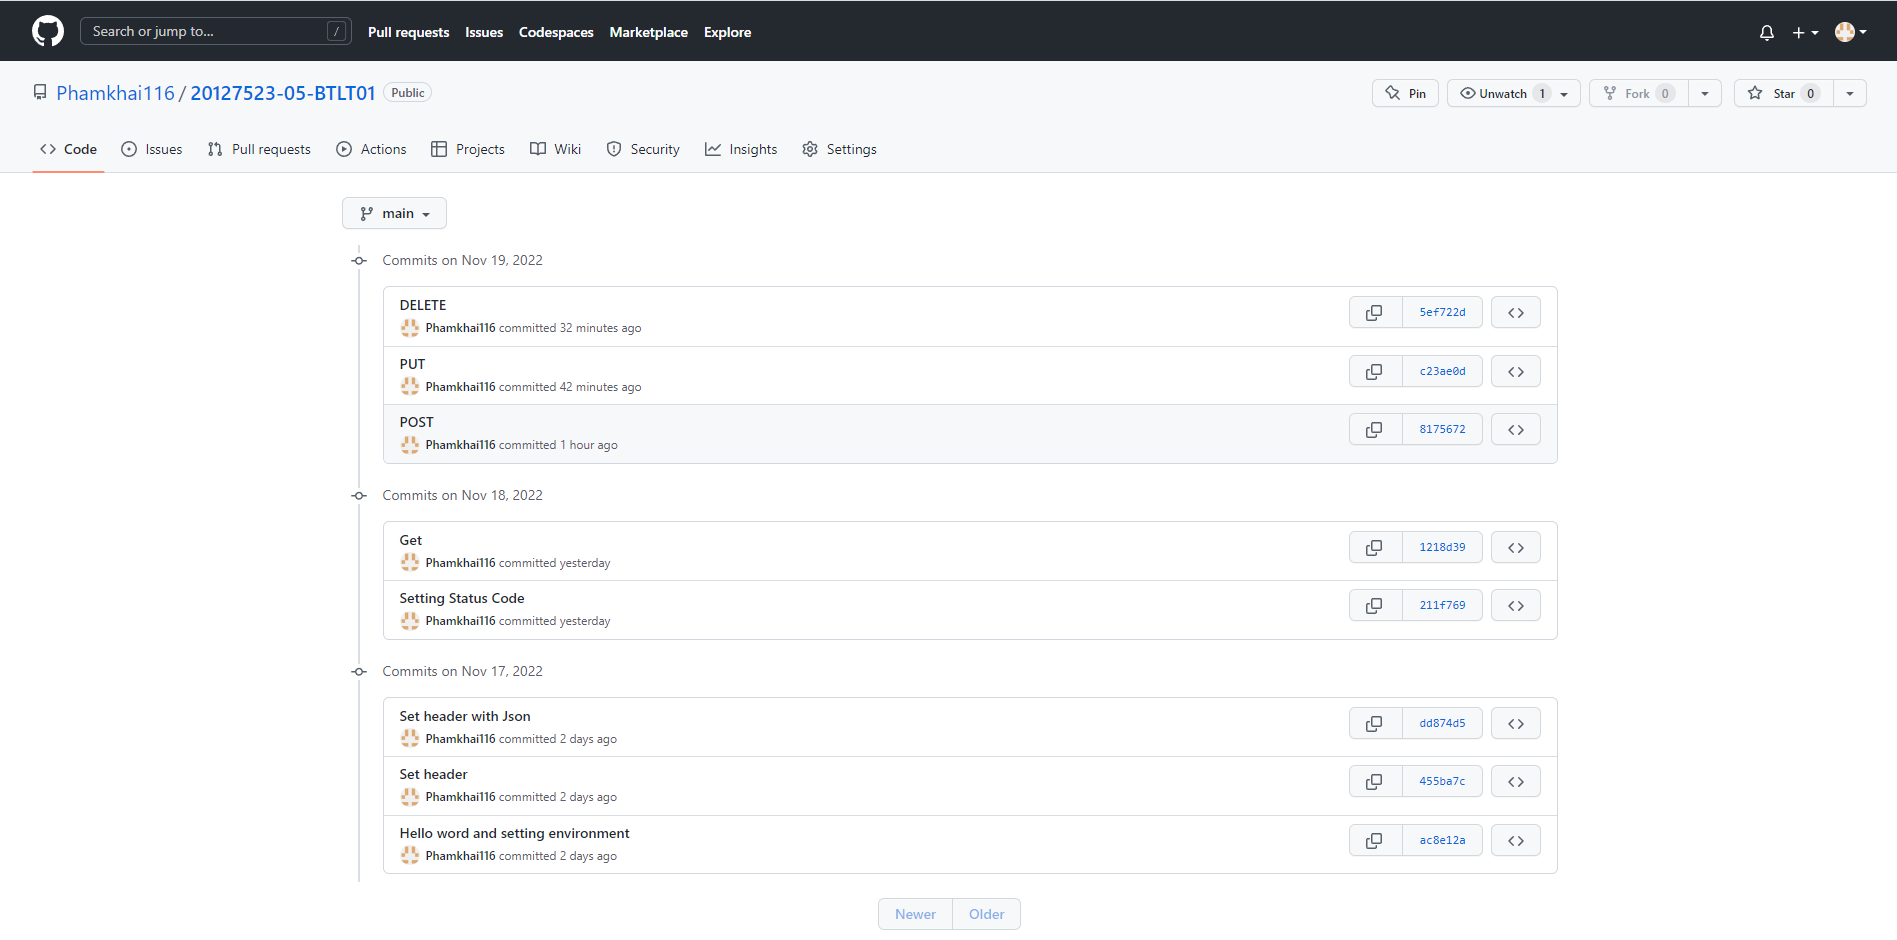 Search or jump to... /
Pull requests Issues Codespaces Marketplace Explore
Phamkhai116 / 20127523-05-BTLT01 Public
Pin Unwatch 1 Fork 0 Star 0
Code Issues Pull requests Actions Projects Wiki Security Insights Settings
main
Commits on Nov 19, 2022
DELETE
Phamkhai116 committed 32 minutes ago
5ef722d
PUT
Phamkhai116 committed 42 minutes ago
c23ae0d
POST
Phamkhai116 committed 1 hour ago
8175672
Commits on Nov 18, 2022
Get
Phamkhai116 committed yesterday
1218d39
Setting Status Code
Phamkhai116 committed yesterday
211f769
Commits on Nov 17, 2022
Set header with Json
Phamkhai116 committed 2 days ago
dd874d5
Set header
Phamkhai116 committed 2 days ago
455ba7c
Hello word and setting environment
Phamkhai116 committed 2 days ago
ac8e12a
Newer Older